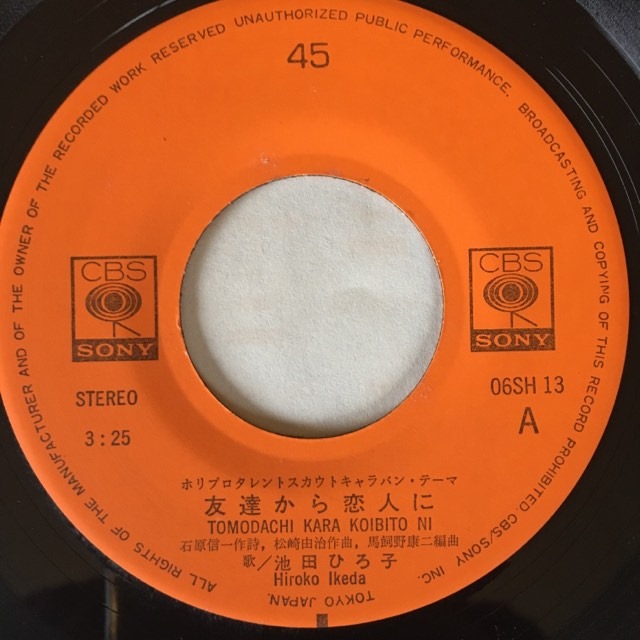 ALL RIGHTS OF THE MANUFACTURER AND OF THE OWNER OF THE RECORDED WORK RESERVED UNAUTHORIZED PUBLIC PERFORMANCE, BROADCASTING AND COPYING OF THIS RECORD PROHIBITED. CBS/SONY INC.
TOKYO JAPAN.
45
CBS
SONY
CBS
SONY
STEREO
3:25
06SH 13
A
ホリプロタレントスカウトキャラバン・テーマ
友達から恋人に
TOMODACHI KARA KOIBITO NI
石原信一作詩, 松崎由治作曲, 馬飼野康二編曲
歌/池田ひろ子
Hiroko Ikeda